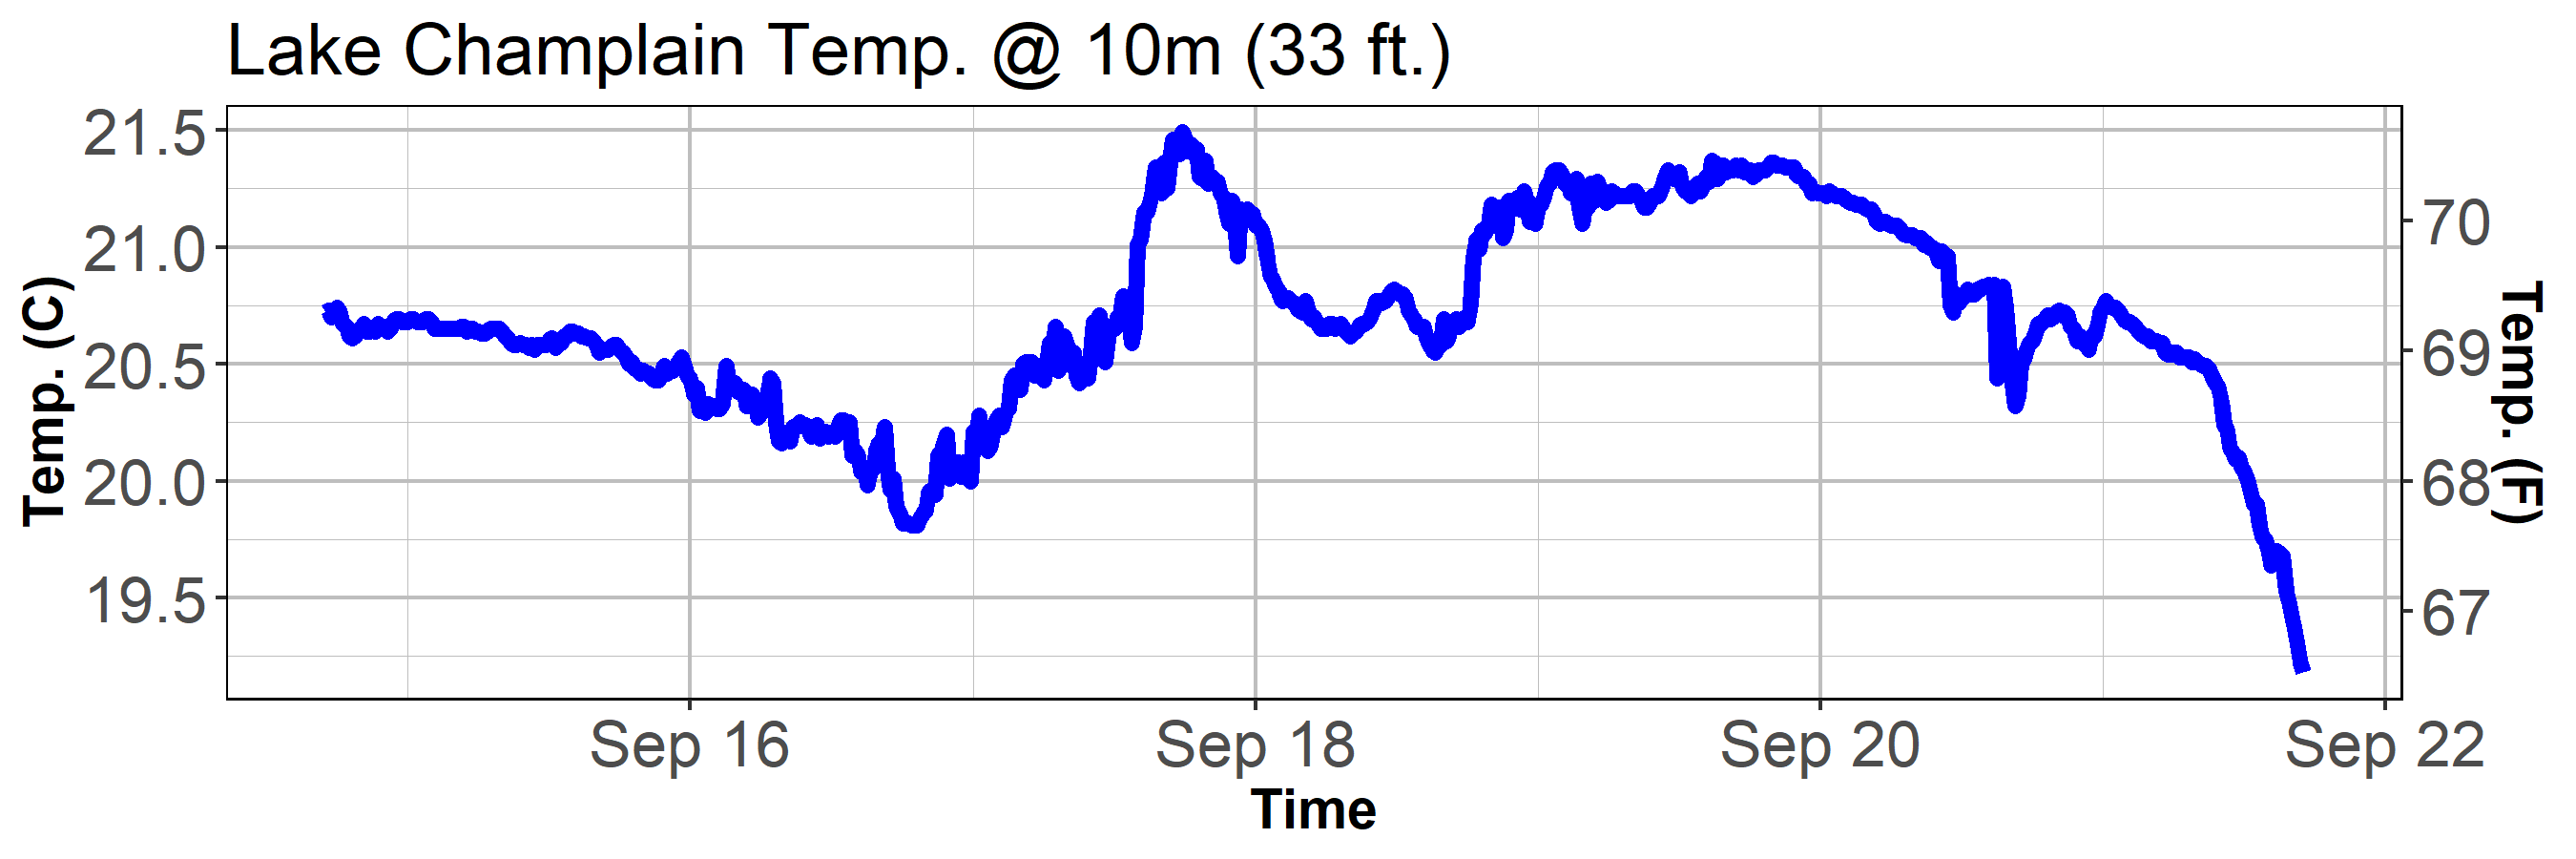 Lake Champlain Temp. @ 10m (33 ft.)
21.5
21.0
20.5
20.0
19.5
Temp. (C)
70
69
68
67
Temp. (F)
Sep 16 Sep 18 Sep 20 Sep 22
Time